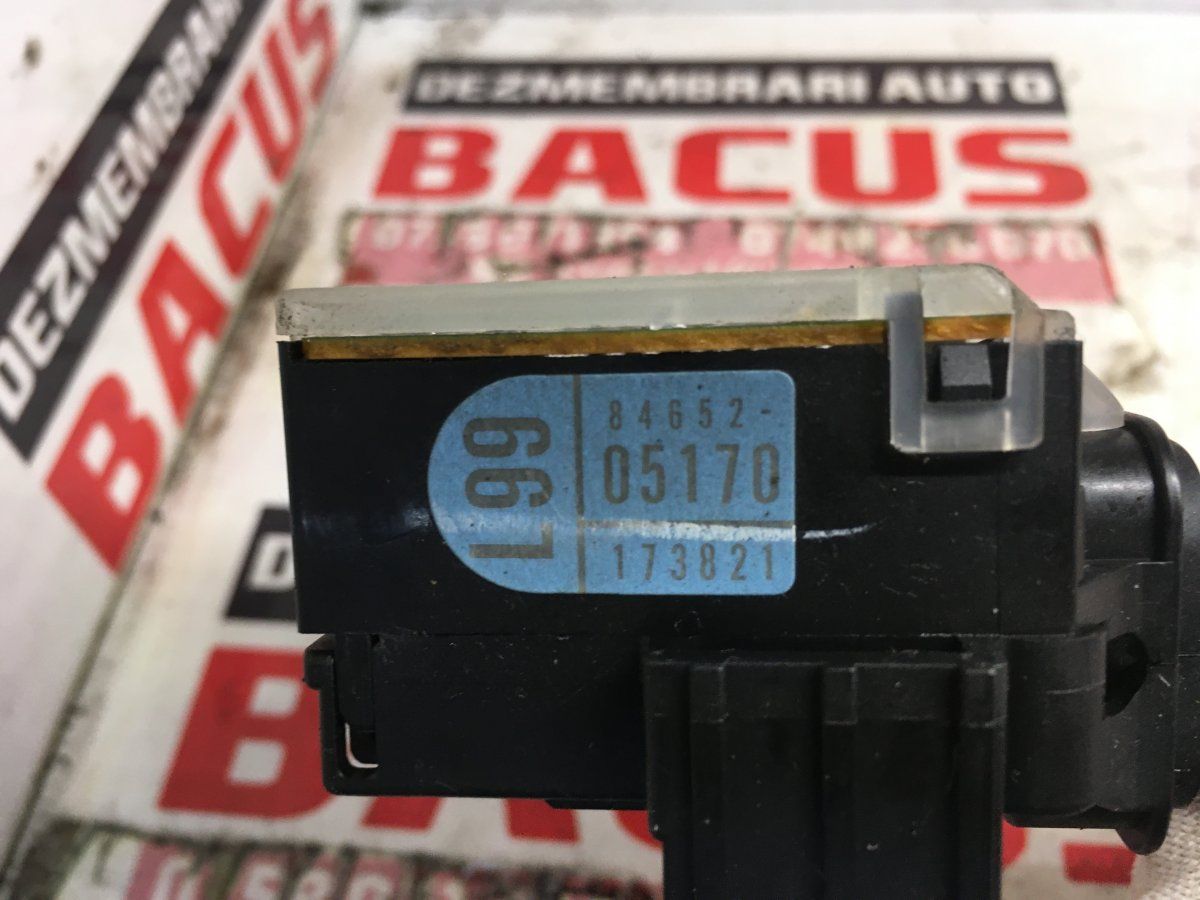 DEZMEMBRARI AUTO
BACUS
DEZMEMBRARI
BACUS
L99
84652-
05170
173821